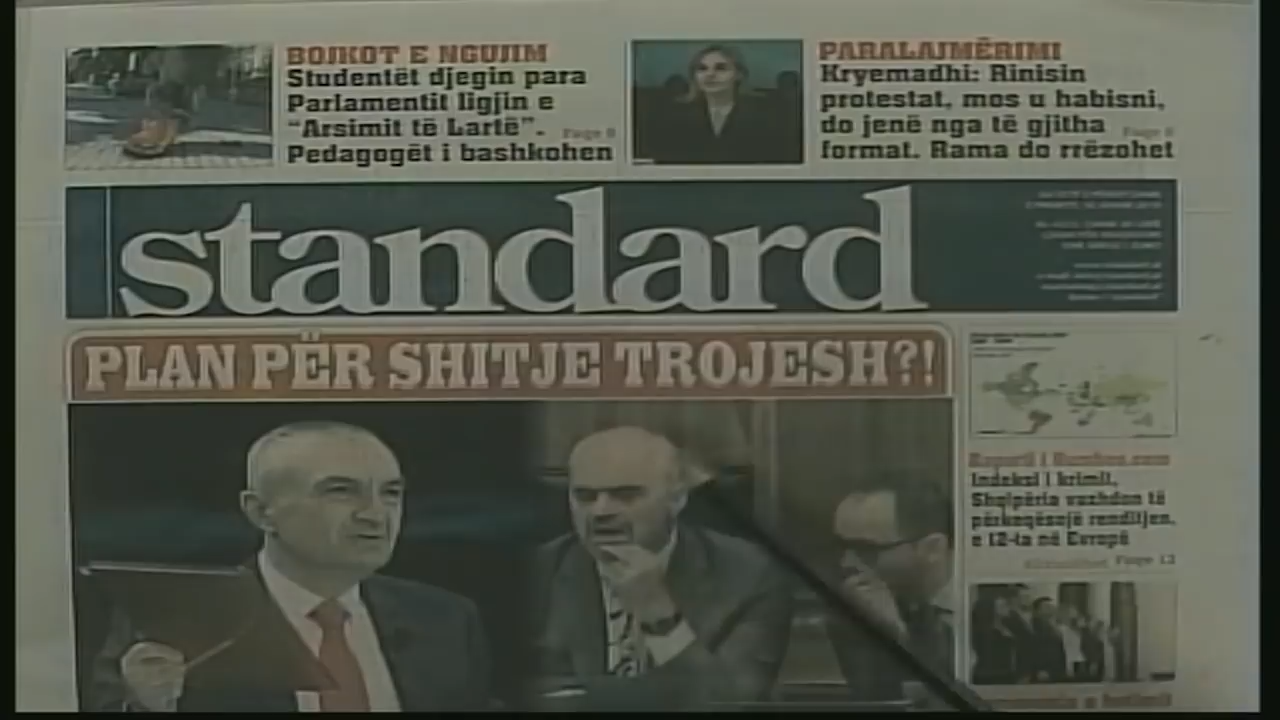 BOJKOT E NGUJIM
Studentët djegin para
Parlamentit ligjin e
"Arsimit të Lartë".
Pedagogët i bashkohen
PARALAJMËRIMI
Kryemadhi: Rinisin
protestat, mos u habisni,
do jenë nga të gjitha
format. Rama do rrëzohet
standard
PLAN PËR SHITJE TROJESH?!
Indeksi i krimit,
Shqipëria vazhdon të
përkeqësojë renditjen,
e 12-ta në Evropë
Faqe 12